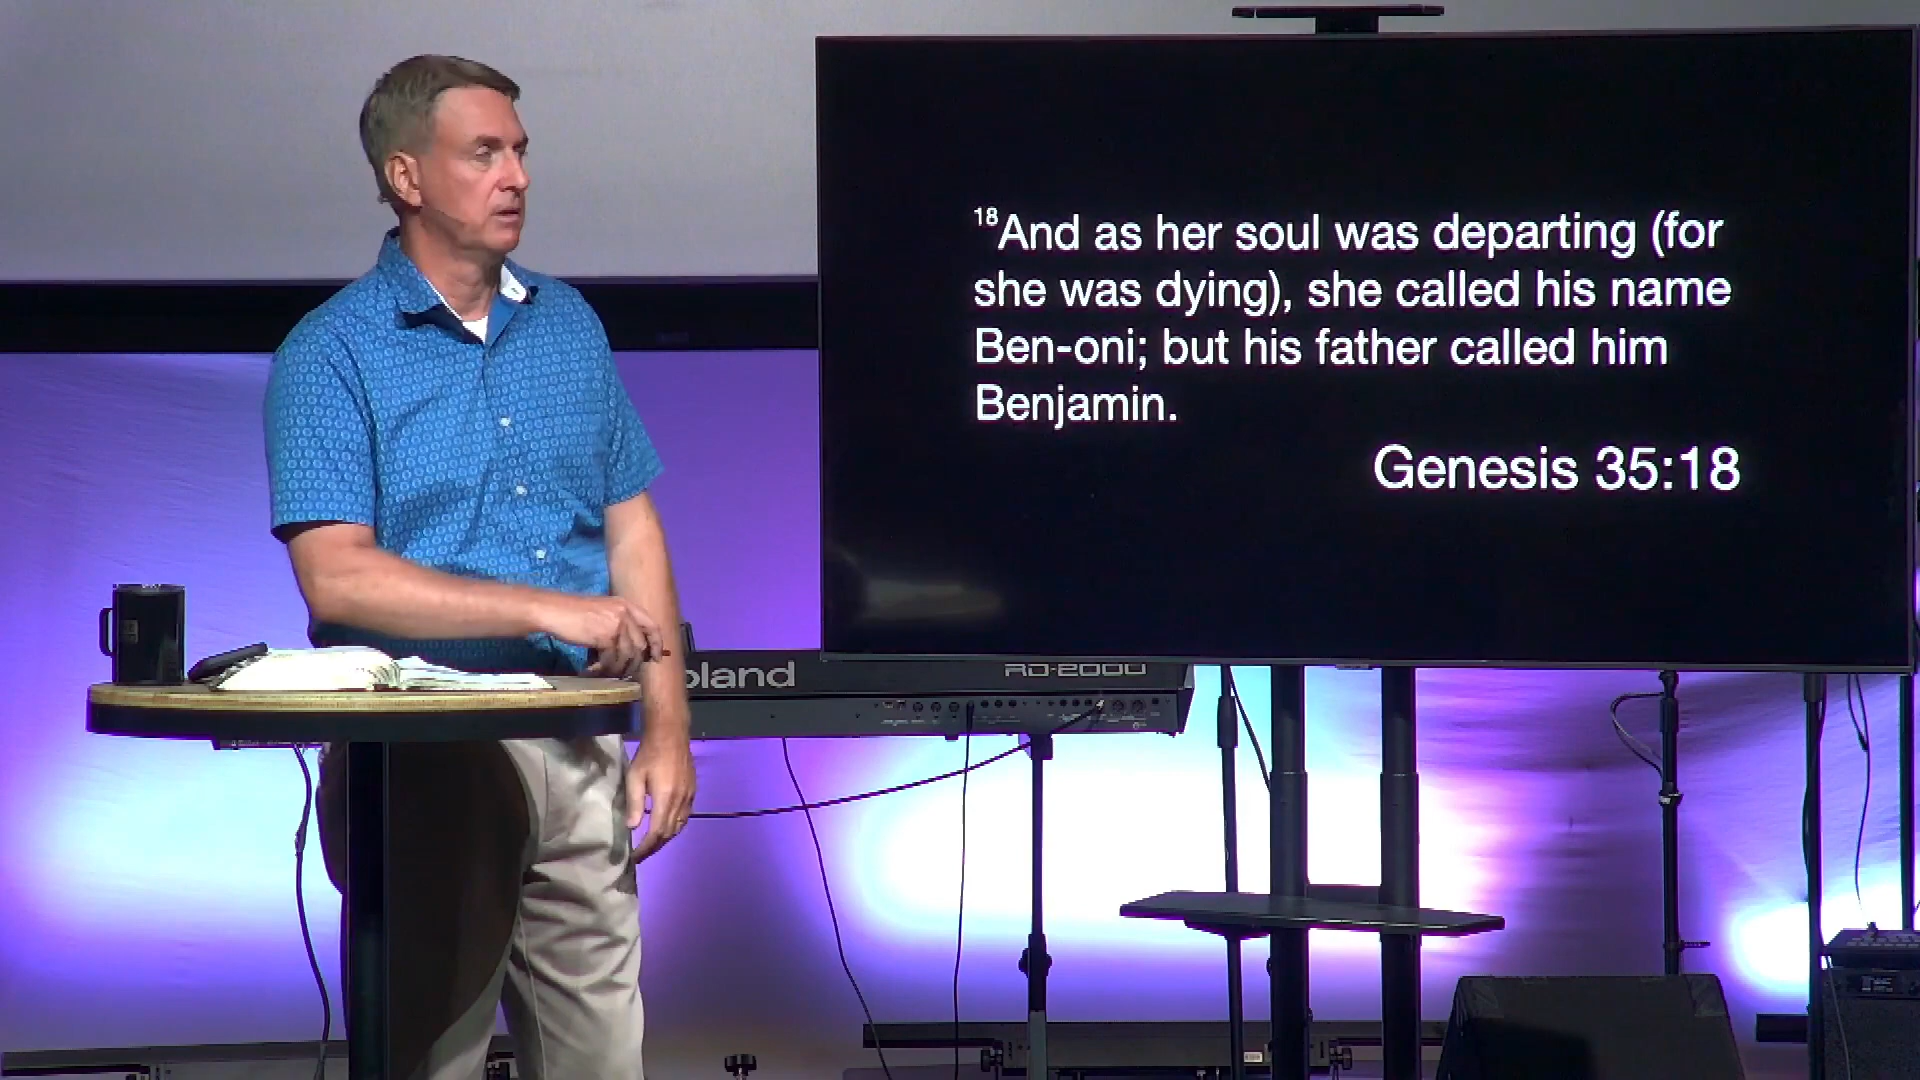 18And as her soul was departing (for
she was dying), she called his name
Ben-oni; but his father called him
Benjamin.
Genesis 35:18
oland
RD-2000